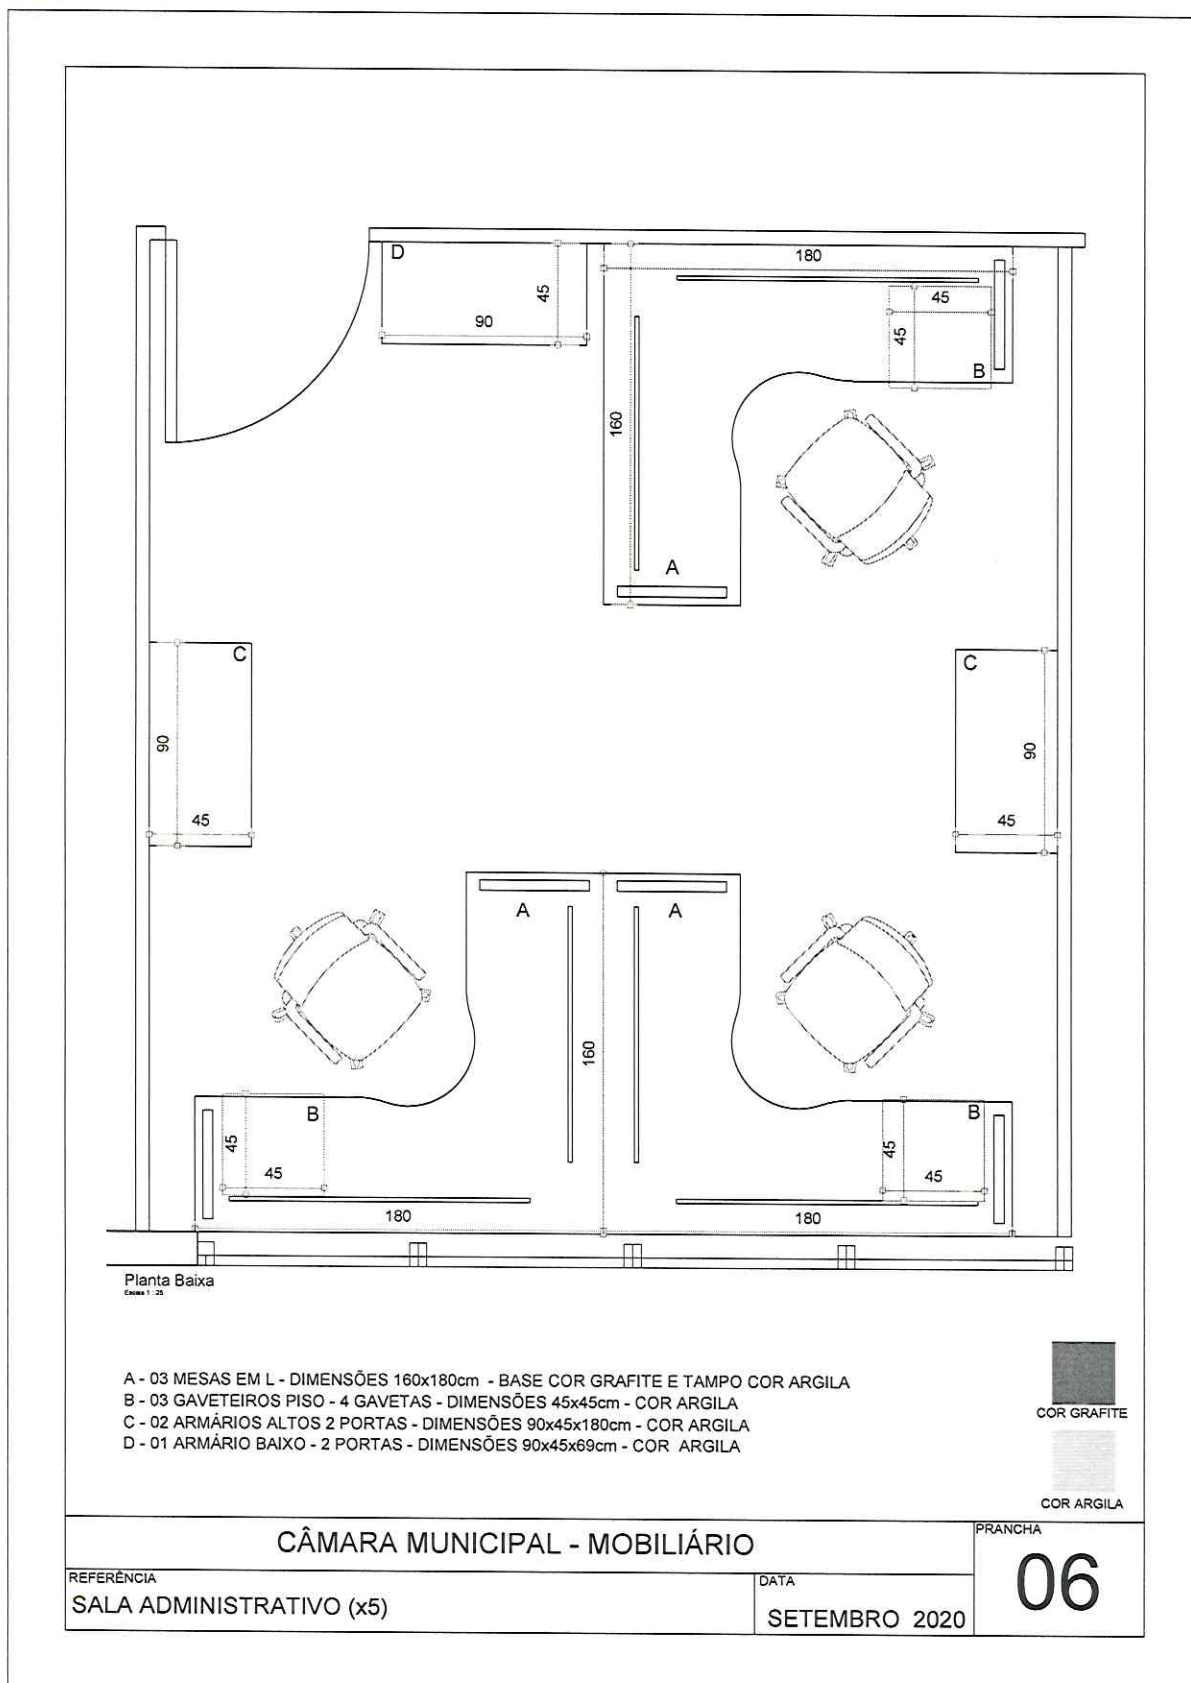 D
180
45
45
90
45
B
160
A
C
C
90
90
45
45
A
A
160
B
B
45
45
45
45
180
180
Planta Baixa
Escala 1 : 25
A - 03 MESAS EM L - DIMENSÕES 160x180cm - BASE COR GRAFITE E TAMPO COR ARGILA
B - 03 GAVETEIROS PISO - 4 GAVETAS - DIMENSÕES 45x45cm - COR ARGILA
C - 02 ARMÁRIOS ALTOS 2 PORTAS - DIMENSÕES 90x45x180cm - COR ARGILA
D - 01 ARMÁRIO BAIXO - 2 PORTAS - DIMENSÕES 90x45x69cm - COR ARGILA
COR GRAFITE
COR ARGILA
CÂMARA MUNICIPAL - MOBILIÁRIO
PRANCHA
06
REFERÊNCIA
SALA ADMINISTRATIVO (x5)
DATA
SETEMBRO 2020